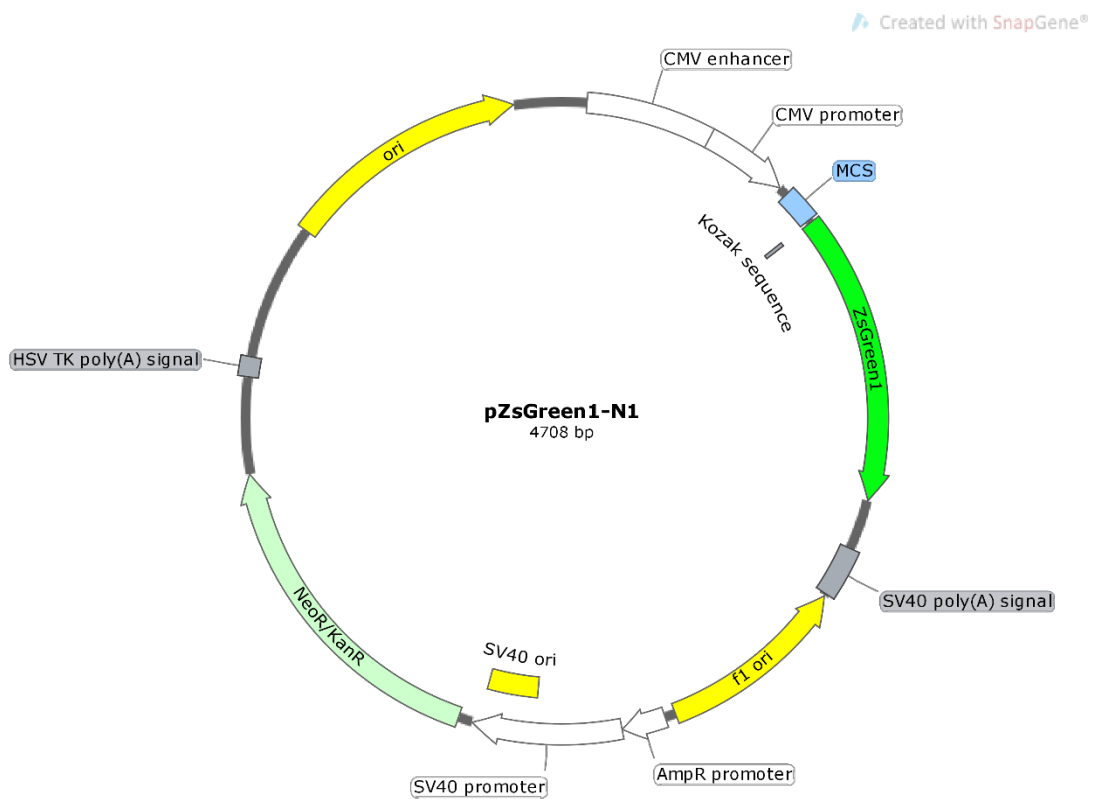 Created with SnapGene®
CMV enhancer
CMV promoter
MCS
Kozak sequence
ZsGreen1
ori
HSV TK poly(A) signal
pZsGreen1-N1
4708 bp
SV40 poly(A) signal
f1 ori
NeoR/KanR
SV40 ori
AmpR promoter
SV40 promoter